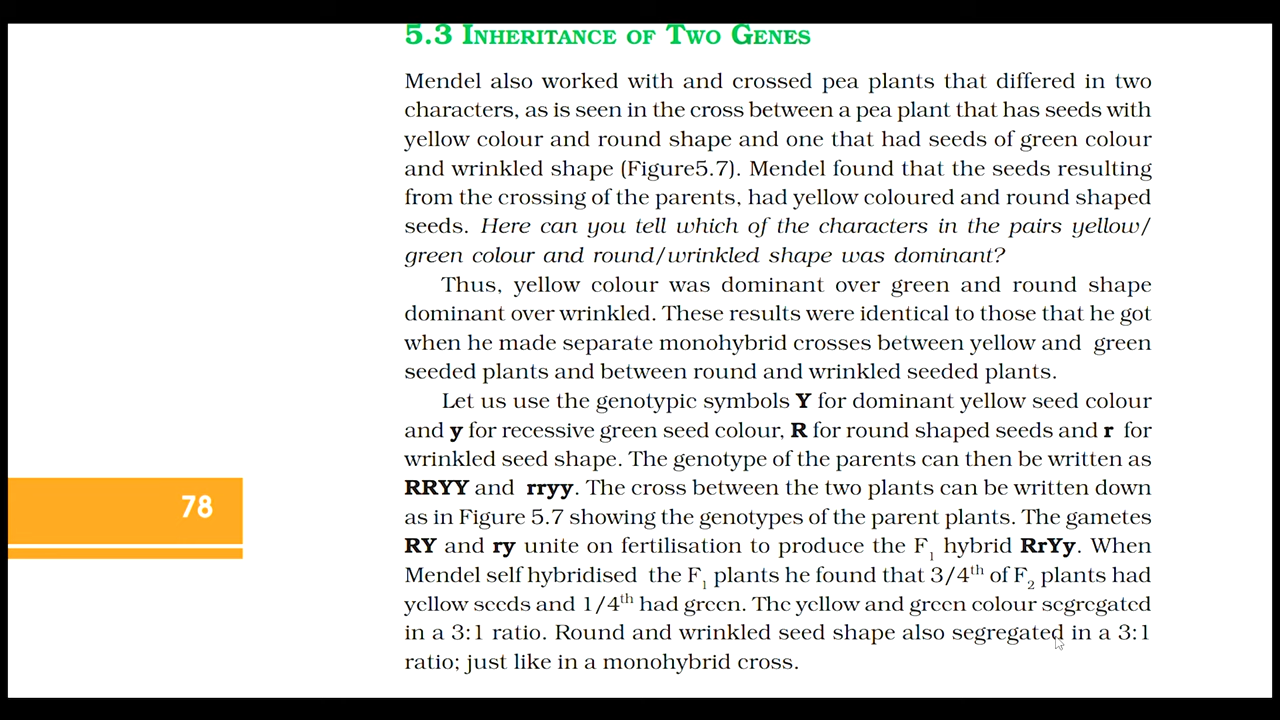 5.3 INHERITANCE OF TWO GENES
Mendel also worked with and crossed pea plants that differed in two
characters, as is seen in the cross between a pea plant that has seeds with
yellow colour and round shape and one that had seeds of green colour
and wrinkled shape (Figure5.7). Mendel found that the seeds resulting
from the crossing of the parents, had yellow coloured and round shaped
seeds. Here can you tell which of the characters in the pairs yellow/
green colour and round/wrinkled shape was dominant?
Thus, yellow colour was dominant over green and round shape
dominant over wrinkled. These results were identical to those that he got
when he made separate monohybrid crosses between yellow and green
seeded plants and between round and wrinkled seeded plants.
Let us use the genotypic symbols Y for dominant yellow seed colour
and y for recessive green seed colour, R for round shaped seeds and r for
wrinkled seed shape. The genotype of the parents can then be written as
RRYY and rryy. The cross between the two plants can be written down
as in Figure 5.7 showing the genotypes of the parent plants. The gametes
RY and ry unite on fertilisation to produce the F1 hybrid RrYy. When
Mendel self hybridised the F1 plants he found that 3/4th of F2 plants had
yellow seeds and 1/4th had green. The yellow and green colour segregated
in a 3:1 ratio. Round and wrinkled seed shape also segregated in a 3:1
ratio; just like in a monohybrid cross.
78